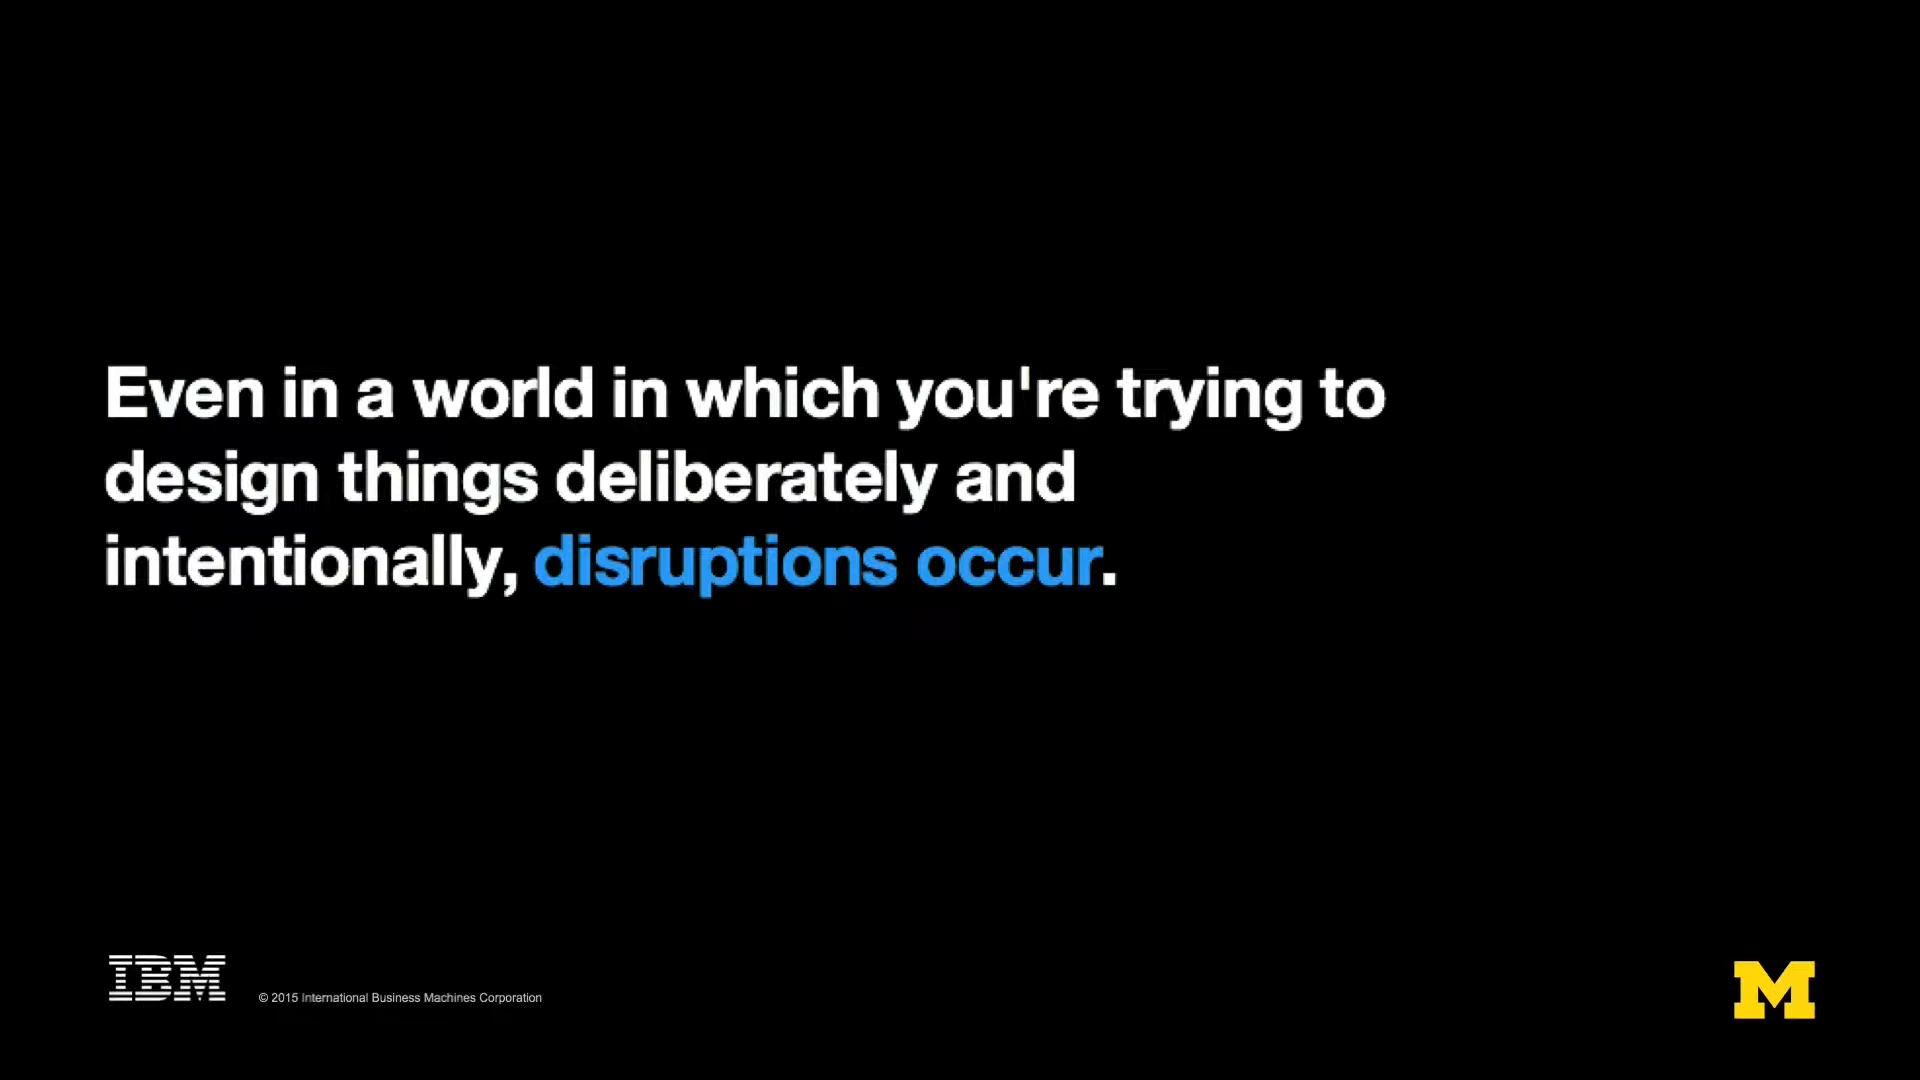 Even in a world in which you're trying to
design things deliberately and
intentionally, disruptions occur.
IBM
© 2015 International Business Machines Corporation
M